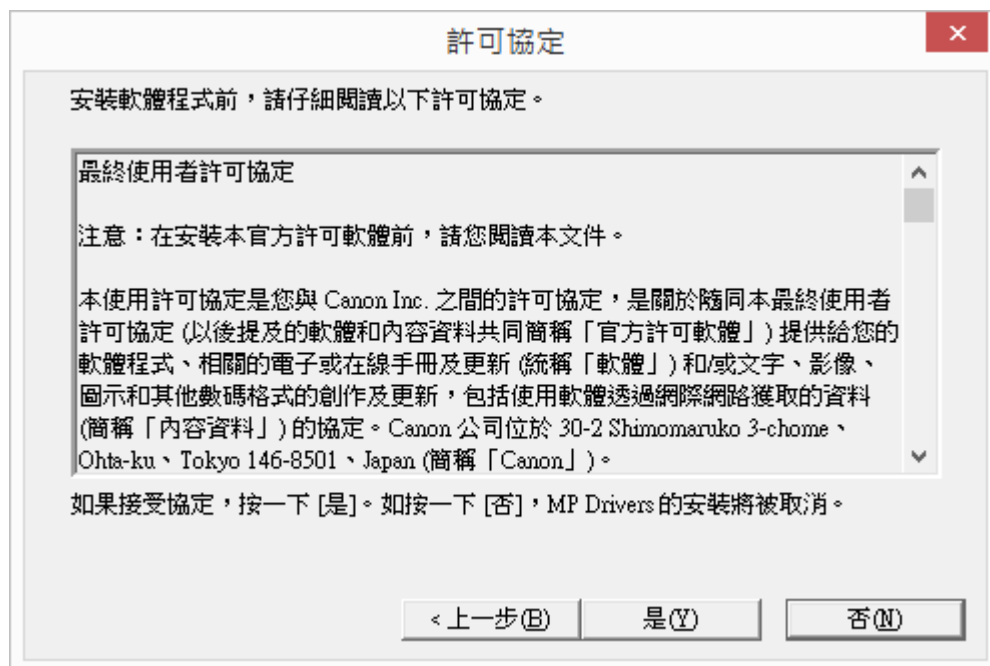 許可協定
安裝軟體程式前，請仔細閱讀以下許可協定。
最終使用者許可協定
注意：在安裝本官方許可軟體前，請您閱讀本文件。
本使用許可協定是您與 Canon Inc. 之間的許可協定，是關於隨同本最終使用者
許可協定 (以後提及的軟體和內容資料共同簡稱「官方許可軟體」) 提供給您的
軟體程式、相關的電子或在線手冊及更新 (統稱「軟體」) 和/或文字、影像、
圖示和其他數碼格式的創作及更新，包括使用軟體透過網際網路獲取的資料
(簡稱「內容資料」) 的協定。Canon 公司位於 30-2 Shimomaruko 3-chome、
Ohta-ku、Tokyo 146-8501、Japan (簡稱「Canon」)。
如果接受協定，按一下 [是]。如按一下 [否]，MP Drivers 的安裝將被取消。
<上一步(B) 是(Y) 否(N)